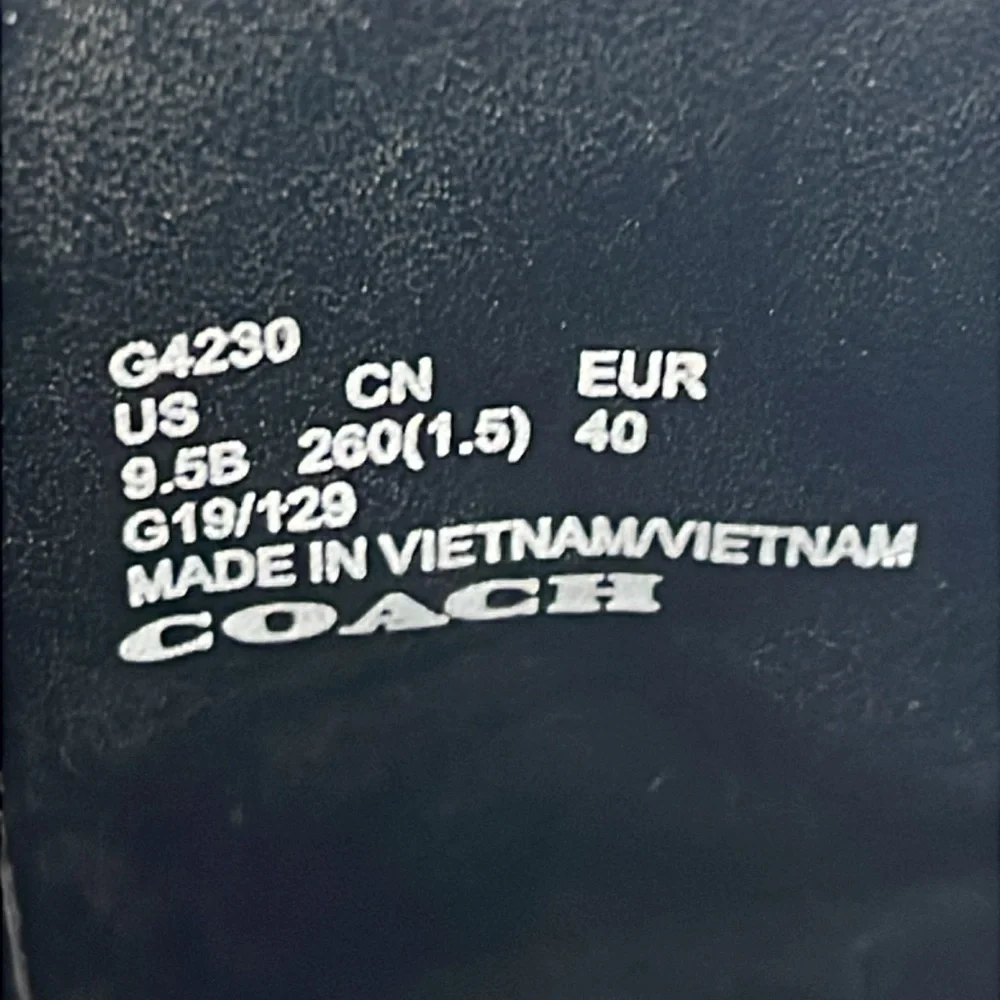 G4230
US CN EUR
9.5B 260(1.5) 40
G19/129
MADE IN VIETNAM/VIETNAM
COACH